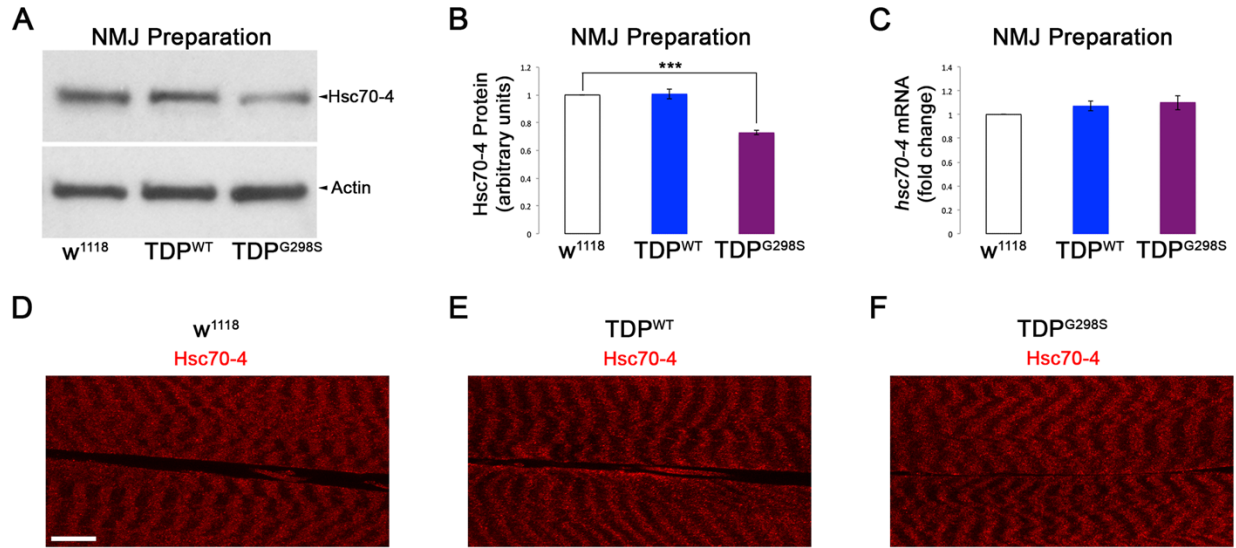 A
NMJ Preparation
Hsc70-4
Actin
w1118
TDPWT
TDPG298S
B
NMJ Preparation
Hsc70-4 Protein
(arbitrary units)
1.2
1
0.8
0.6
0.4
0.2
0
***
w1118
TDPWT
TDPG298S
C
NMJ Preparation
hsc70-4 mRNA
(fold change)
1.4
1.2
1
0.8
0.6
0.4
0.2
0
w1118
TDPWT
TDPG298S
D
w1118
Hsc70-4
E
TDPWT
Hsc70-4
F
TDPG298S
Hsc70-4